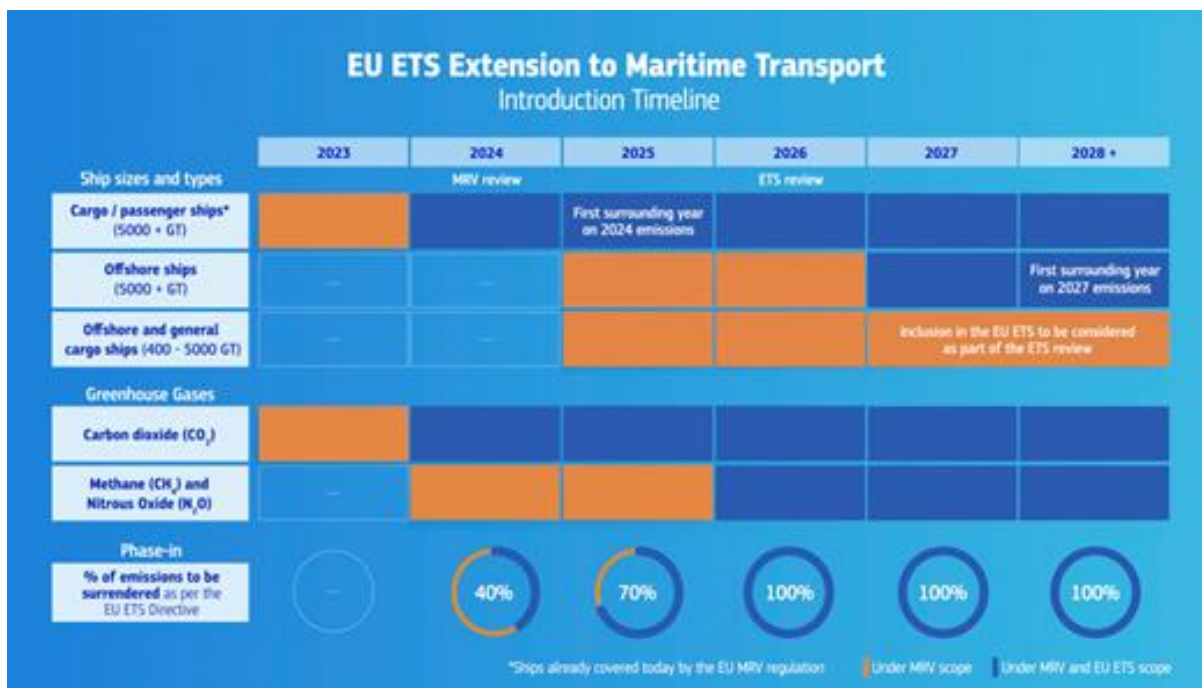 EU ETS Extension to Maritime Transport
Introduction Timeline
2023 2024 2025 2026 2027 2028 +
Ship sizes and types MRV review ETS review
Cargo / passenger ships*
(5000 + GT)
First surrounding year
on 2024 emissions
Offshore ships
(5000 + GT)
— —
First surrounding year
on 2027 emissions
Offshore and general
cargo ships (400 - 5000 GT)
— —
Inclusion in the EU ETS to be considered
as part of the ETS review
Greenhouse Gases
Carbon dioxide (CO₂)
Methane (CH₄) and
Nitrous Oxide (N₂O)
—
Phase-in
% of emissions to be
surrendered as per the
EU ETS Directive
— 40% 70% 100% 100% 100%
*Ships already covered today by the EU MRV regulation
Under MRV scope
Under MRV and EU ETS scope